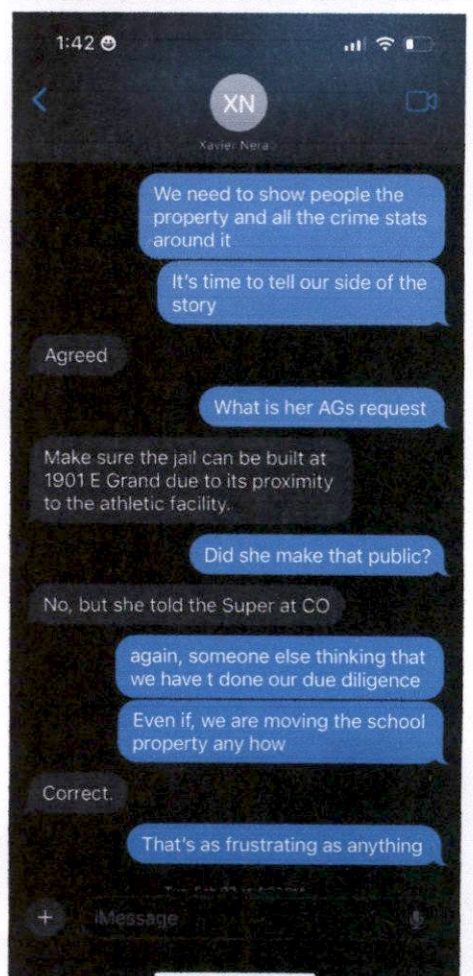 1:42
XN
Xavier Nera
We need to show people the
property and all the crime stats
around it
It's time to tell our side of the
story
Agreed
What is her AGs request
Make sure the jail can be built at
1901 E Grand due to its proximity
to the athletic facility.
Did she make that public?
No, but she told the Super at CO
again, someone else thinking that
we have t done our due diligence
Even if, we are moving the school
property any how
Correct.
That's as frustrating as anything
iMessage